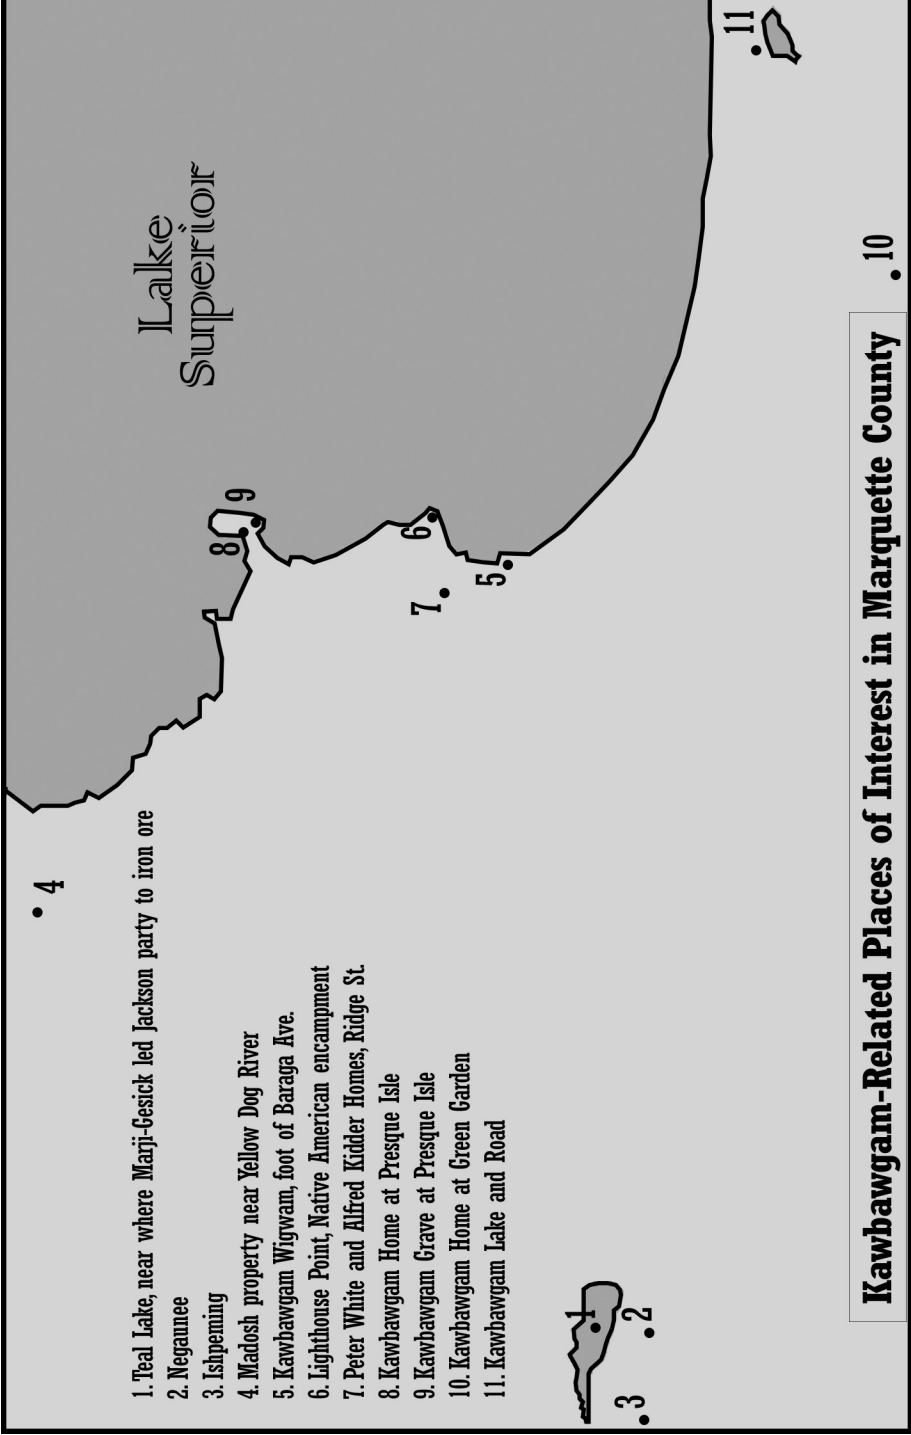 Lake
Superior
1. Teal Lake, near where Marji-Gesick led Jackson party to iron ore
2. Negaunee
3. Ishpeming
4. Madosh property near Yellow Dog River
5. Kawbawgam Wigwam, foot of Baraga Ave.
6. Lighthouse Point, Native American encampment
7. Peter White and Alfred Kidder Homes, Ridge St.
8. Kawbawgam Home at Presque Isle
9. Kawbawgam Grave at Presque Isle
10. Kawbawgam Home at Green Garden
11. Kawbawgam Lake and Road
4
8
9
6
7
5
11
10
1
2
3
Kawbawgam-Related Places of Interest in Marquette County